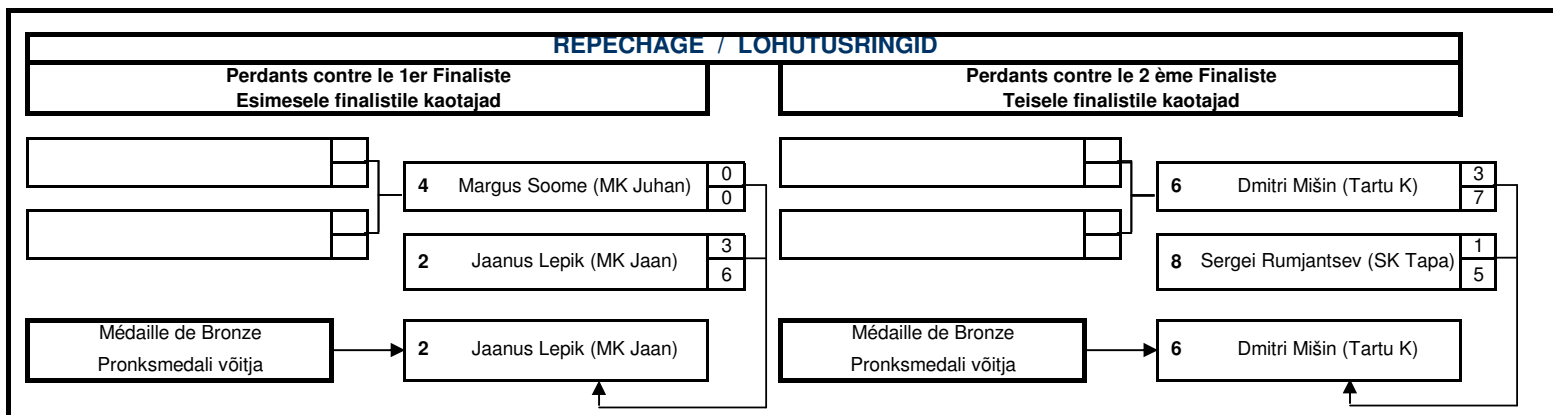 REPECHAGE / LOHUTUSRINGID
Perdants contre le 1er Finaliste
Esimesele finalistile kaotajad
Perdants contre le 2 ème Finaliste
Teisele finalistile kaotajad
4 Margus Soome (MK Juhan) 0
0
2 Jaanus Lepik (MK Jaan) 3
6
Médaille de Bronze
Pronksmedali võitja
2 Jaanus Lepik (MK Jaan)
6 Dmitri Mišin (Tartu K) 3
7
8 Sergei Rumjantsev (SK Tapa) 1
5
Médaille de Bronze
Pronksmedali võitja
6 Dmitri Mišin (Tartu K)